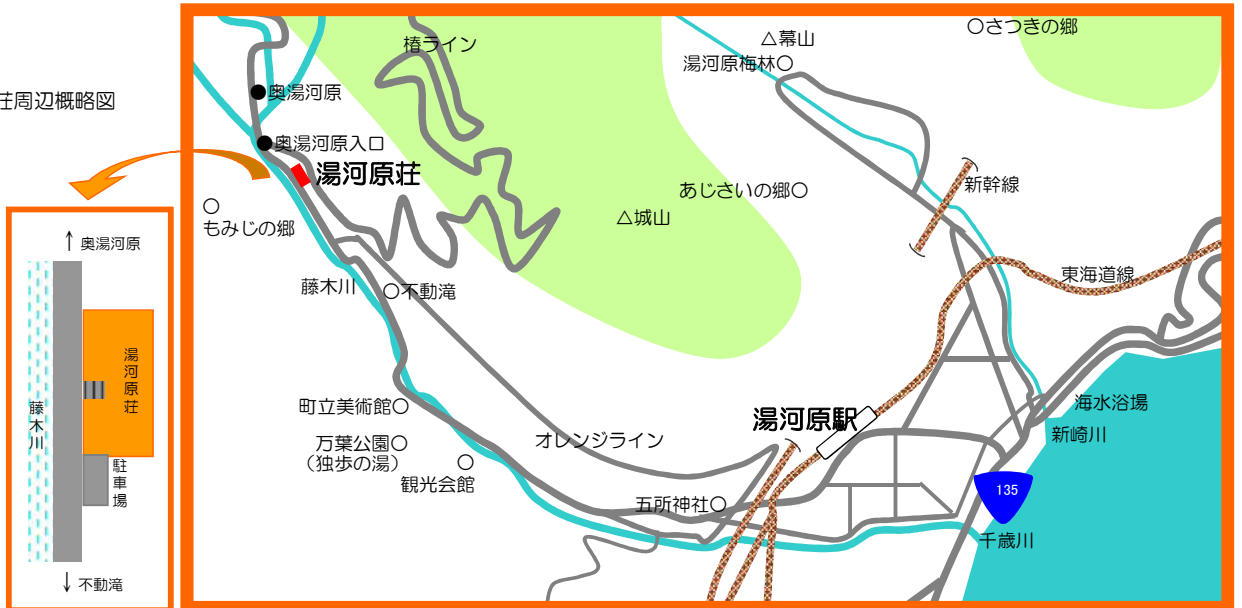 荘周辺概略図
↑ 奥湯河原
湯河原荘
藤木川
駐車場
↓ 不動滝
椿ライン
○さつきの郷
△幕山
湯河原梅林○
●奥湯河原
●奥湯河原入口
湯河原荘
新幹線
あじさいの郷○
○
もみじの郷
△城山
東海道線
藤木川
○不動滝
町立美術館○
海水浴場
湯河原駅
新崎川
オレンジライン
万葉公園○
(独歩の湯)
○
観光会館
135
五所神社○
千歳川